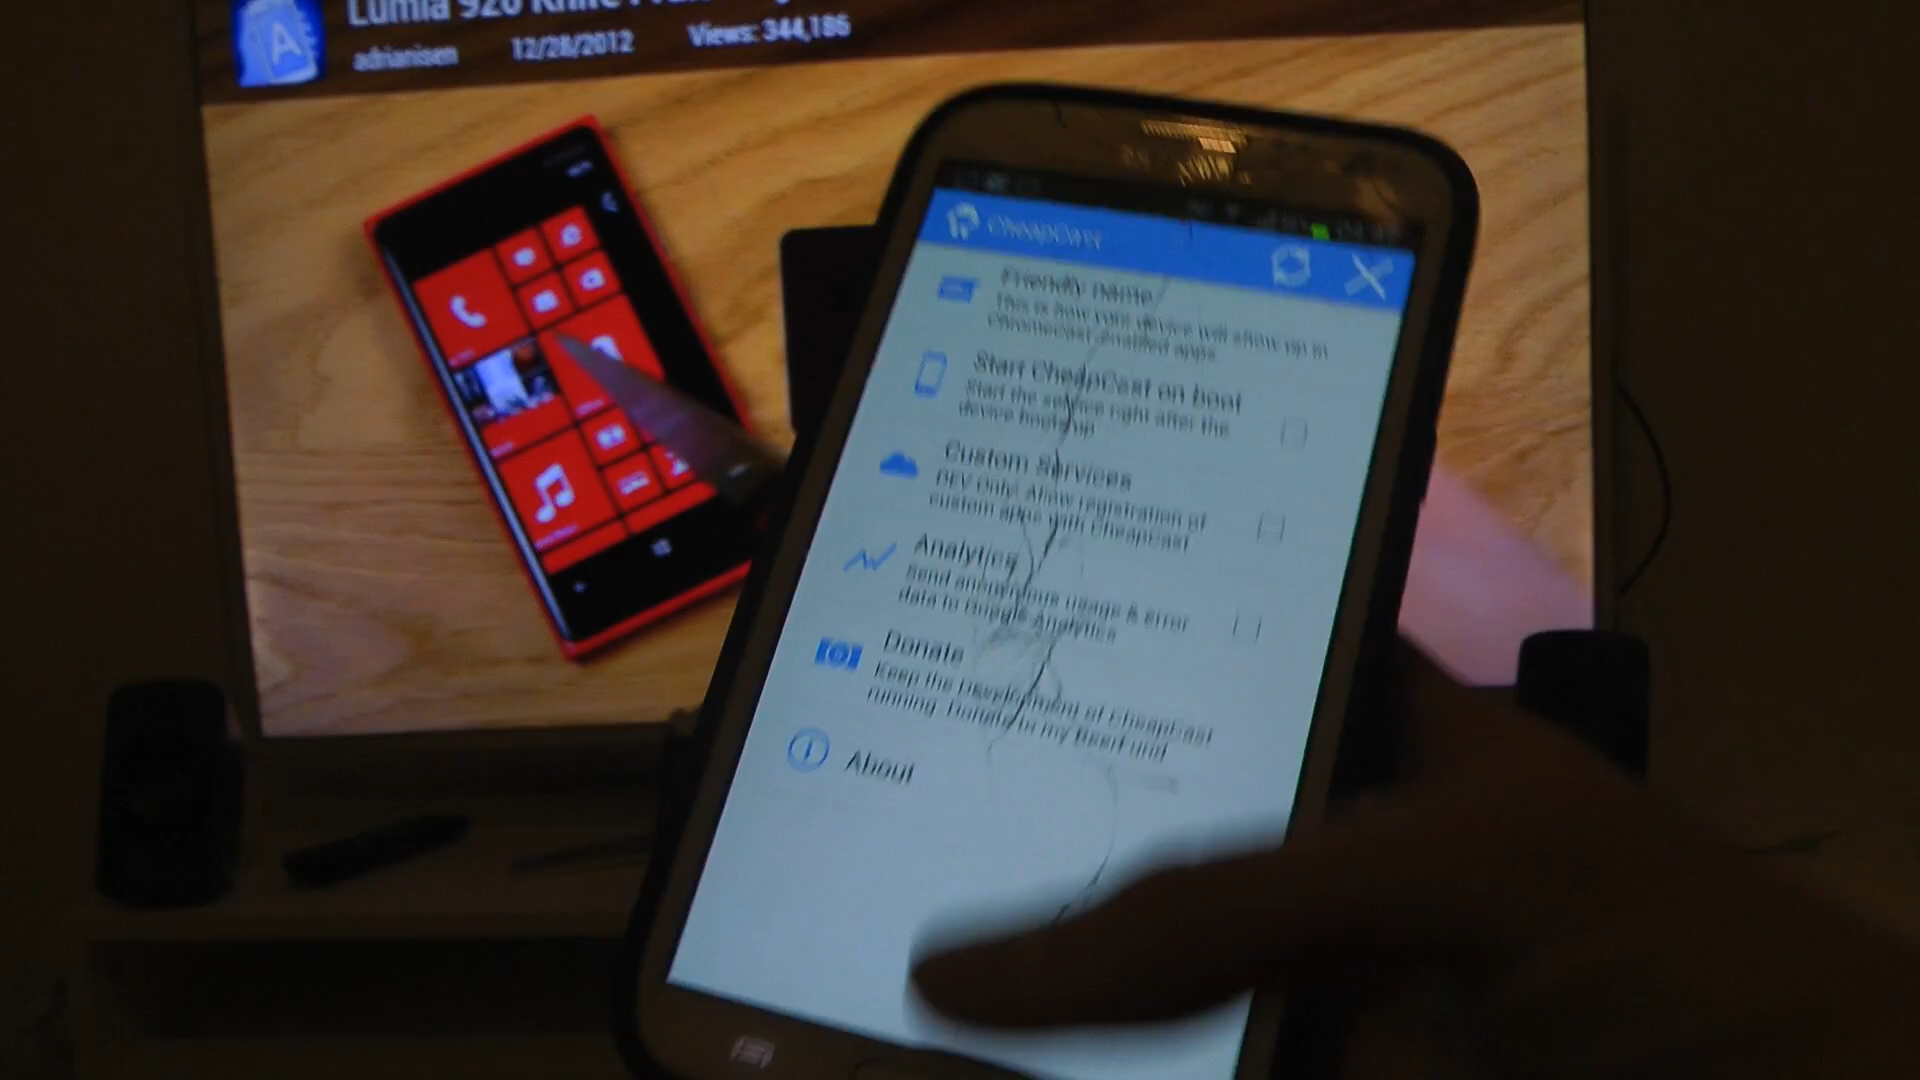 Lumia 920 Knife
adrianisen 12/28/2012 Views: 344,186
CheapCast
Friendly name
This is how your device will show up in
Chromecast enabled apps.
Start CheapCast on boot
Start the service right after the
device boots up
Custom Services
DEV Only: Allow registration of
custom apps with CheapCast
Analytics
Send anonymous usage & error
data to Google Analytics
Donate
Keep the Development of CheapCast
running. Donate to my BeerFund
About